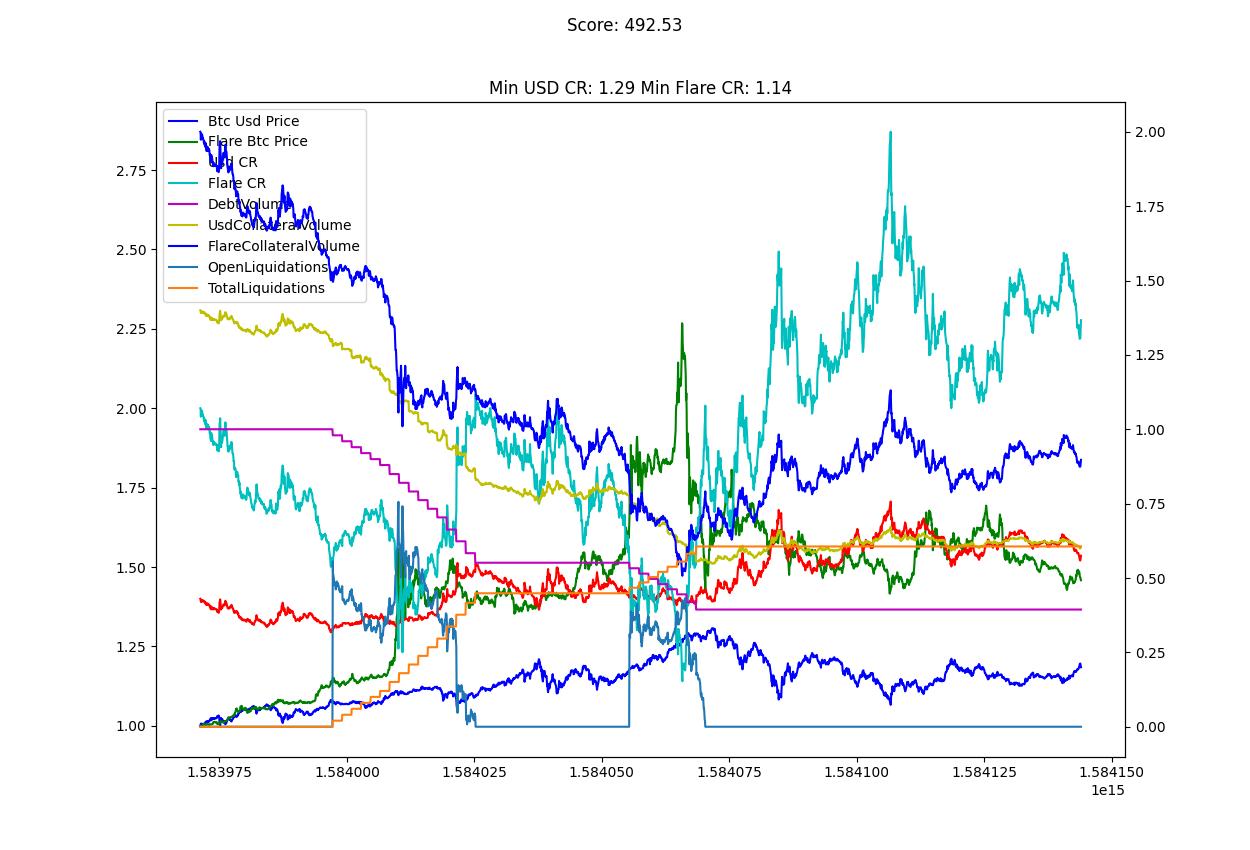 Score: 492.53
Min USD CR: 1.29 Min Flare CR: 1.14
Btc Usd Price
Flare Btc Price
Usd CR
Flare CR
DebtVolume
UsdCollateralVolume
FlareCollateralVolume
OpenLiquidations
TotalLiquidations
2.75
2.50
2.25
2.00
1.75
1.50
1.25
1.00
2.00
1.75
1.50
1.25
1.00
0.75
0.50
0.25
0.00
1.583975
1.584000
1.584025
1.584050
1.584075
1.584100
1.584125
1.584150
1e15